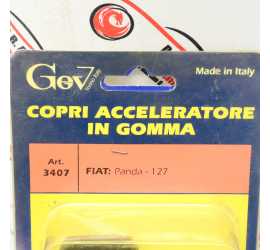 Gev
Made in Italy
COPRI ACCELERATORE
IN GOMMA
Art.
3407
FIAT: Panda - 127